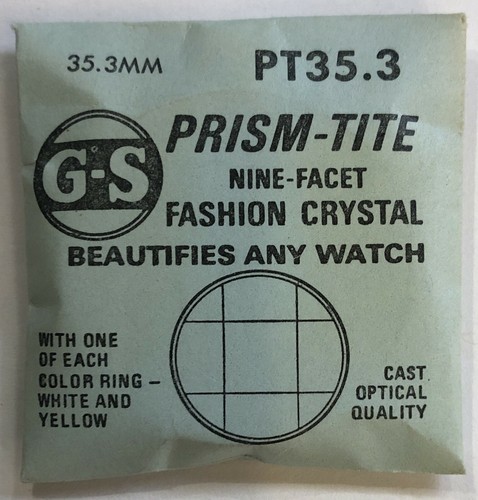 35.3MM PT35.3
G-S
PRISM-TITE
NINE-FACET
FASHION CRYSTAL
BEAUTIFIES ANY WATCH
WITH ONE
OF EACH
COLOR RING –
WHITE AND
YELLOW
CAST
OPTICAL
QUALITY